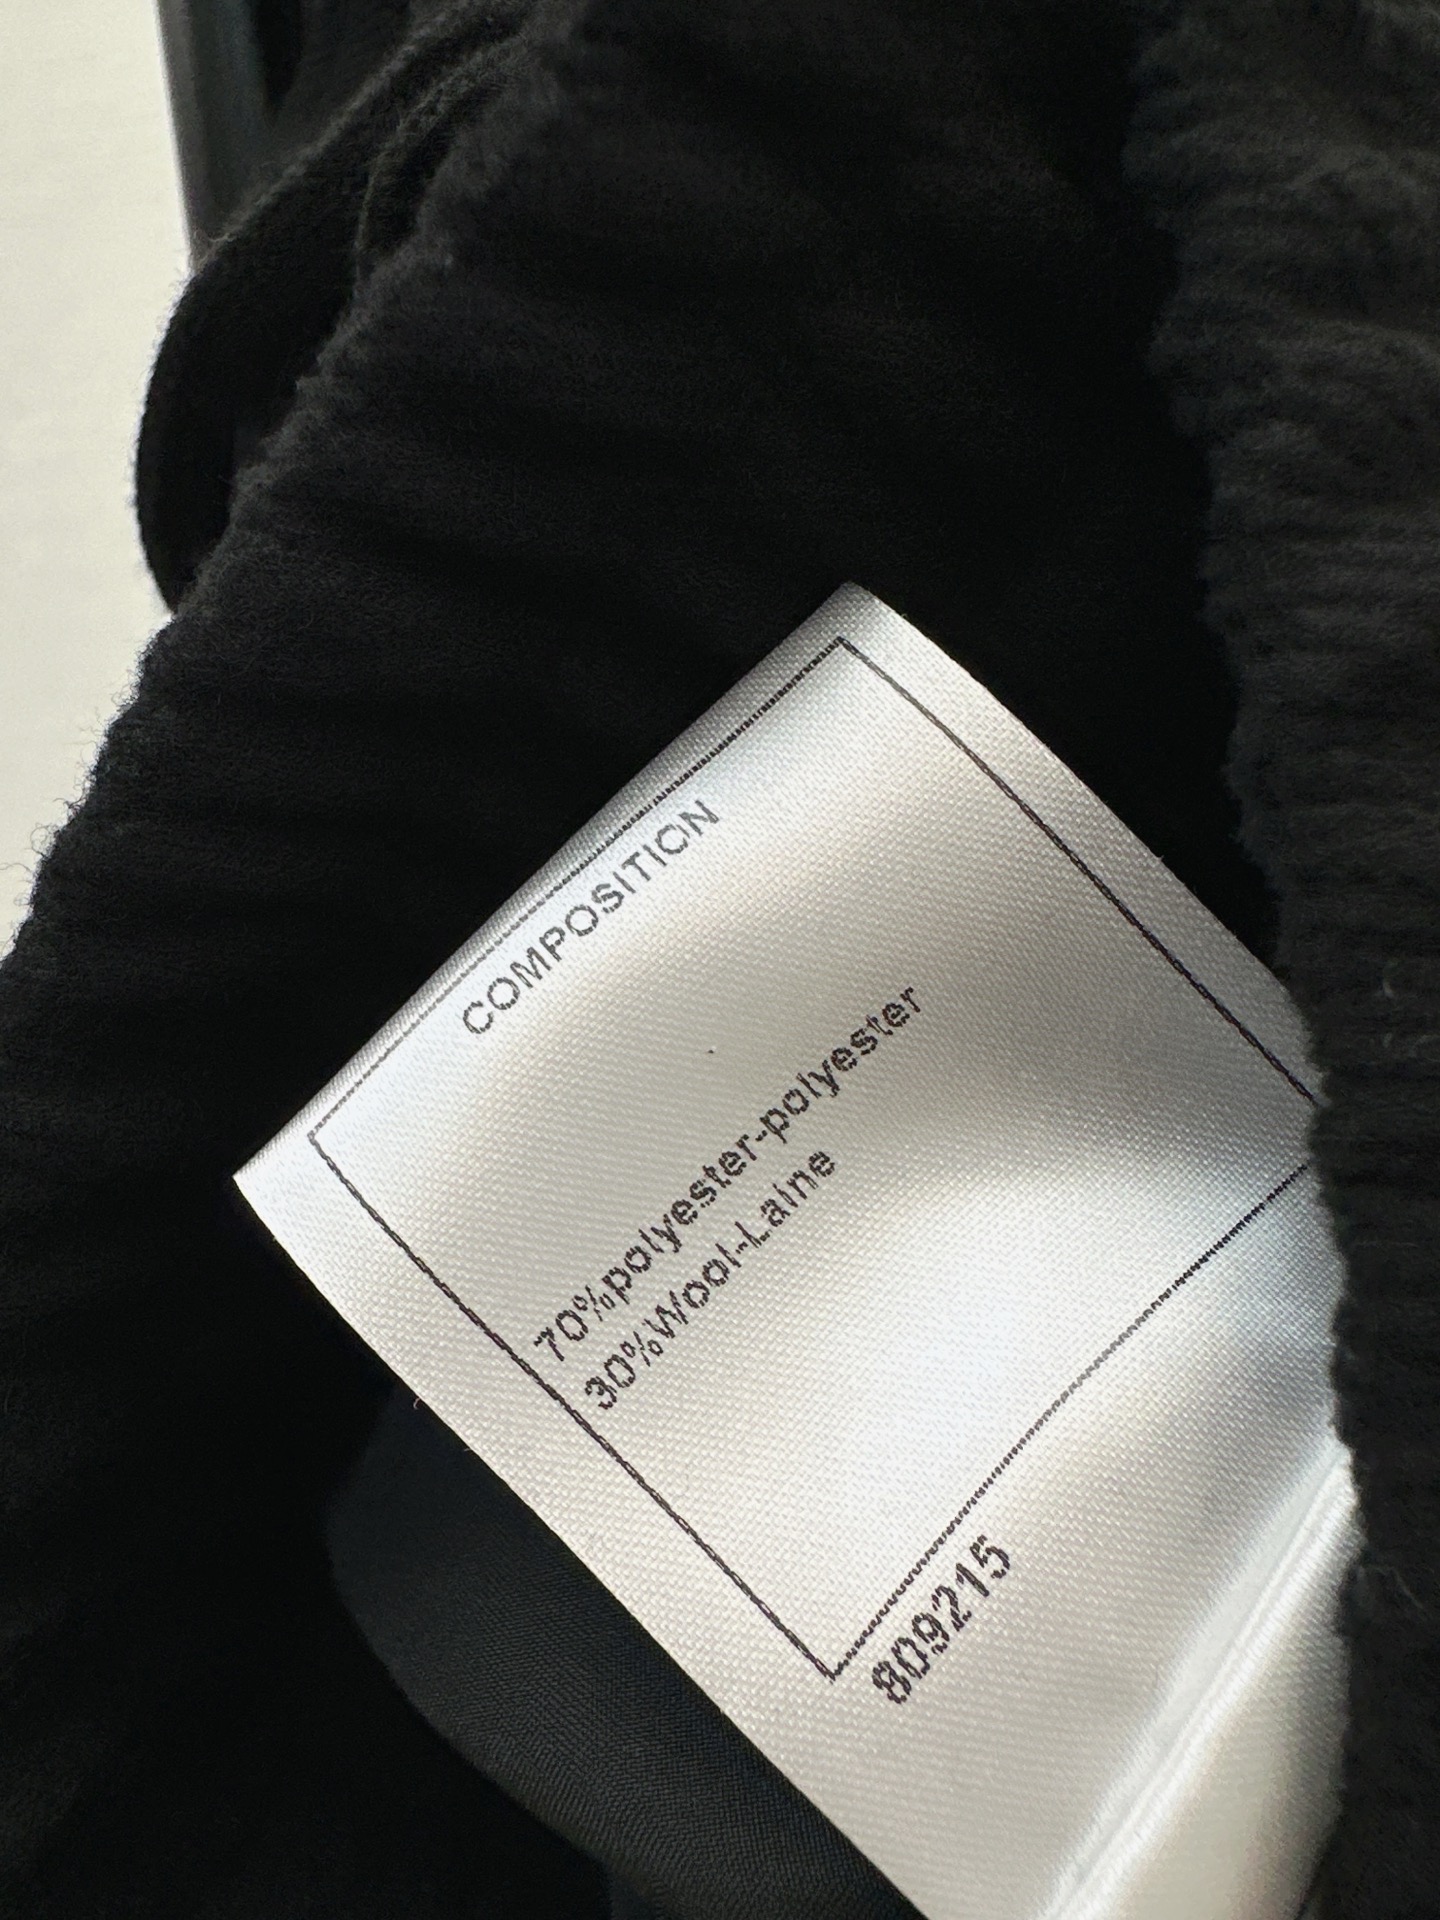 COMPOSITION
70%polyester-polyester
30%Wool-Laine
809215